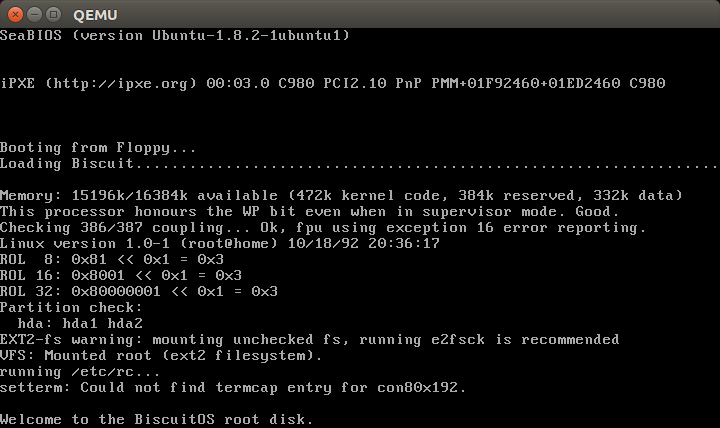 QEMU
SeaBIOS (version Ubuntu-1.8.2-1ubuntu1)
iPXE (http://ipxe.org) 00:03.0 C980 PCI2.10 PnP PMM+01F92460+01ED2460 C980
Booting from Floppy...
Loading Biscuit................................................................
Memory: 15196k/16384k available (472k kernel code, 384k reserved, 332k data)
This processor honours the WP bit even when in supervisor mode. Good.
Checking 386/387 coupling... Ok, fpu using exception 16 error reporting.
Linux version 1.0-1 (root@home) 10/18/92 20:36:17
ROL  8: 0x81 << 0x1 = 0x3
ROL 16: 0x8001 << 0x1 = 0x3
ROL 32: 0x80000001 << 0x1 = 0x3
Partition check:
  hda: hda1 hda2
EXT2-fs warning: mounting unchecked fs, running e2fsck is recommended
VFS: Mounted root (ext2 filesystem).
running /etc/rc...
setterm: Could not find termcap entry for con80x192.
Welcome to the BiscuitOS root disk.